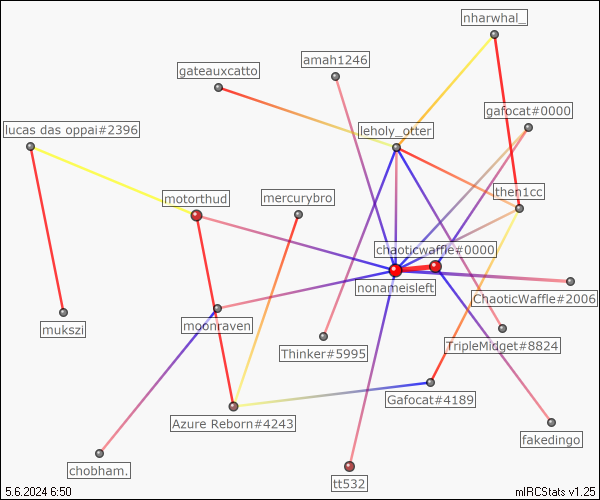 nharwhal_
amah1246
gateauxcatto
gafocat#0000
lucas das oppai#2396
leholy_otter
then1cc
motorthud
mercurybro
chaoticwaffle#0000
nonameisleft
ChaoticWaffle#2006
mukszi
moonraven
Thinker#5995
TripleMidget#8824
Gafocat#4189
Azure Reborn#4243
fakedingo
chobham.
tt532
5.6.2024 6:50
mIRCStats v1.25